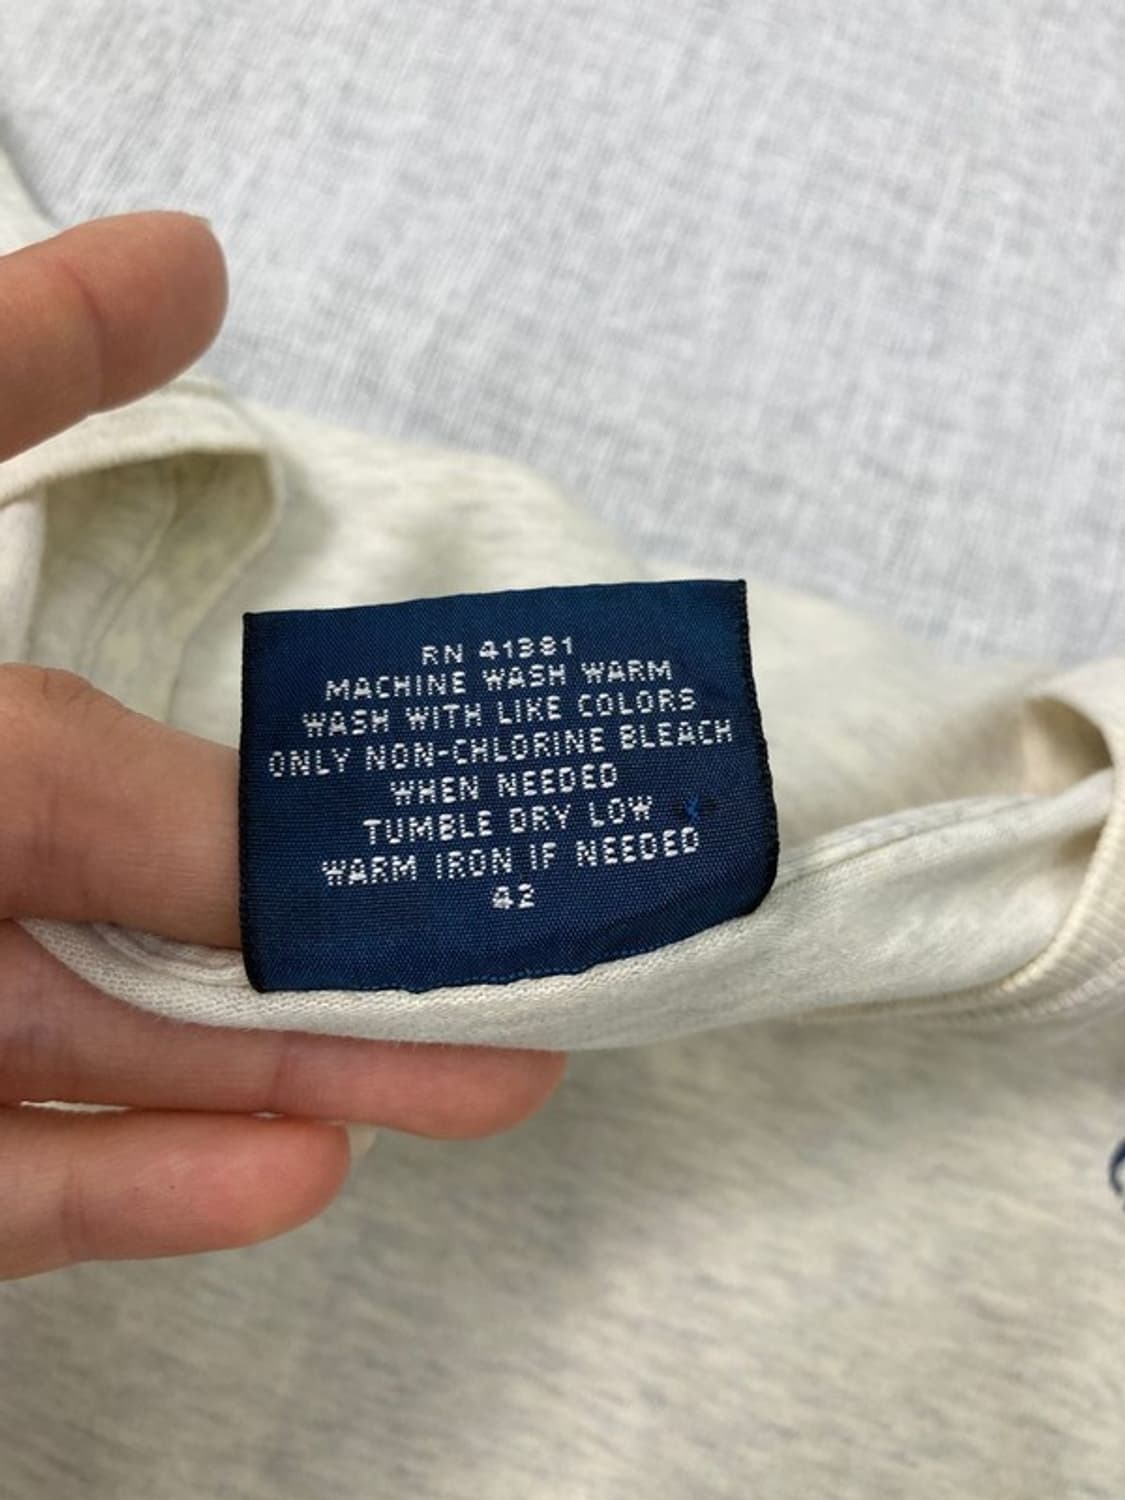 RN 41381
MACHINE WASH WARM
WASH WITH LIKE COLORS
ONLY NON-CHLORINE BLEACH
WHEN NEEDED
TUMBLE DRY LOW
WARM IRON IF NEEDED
42